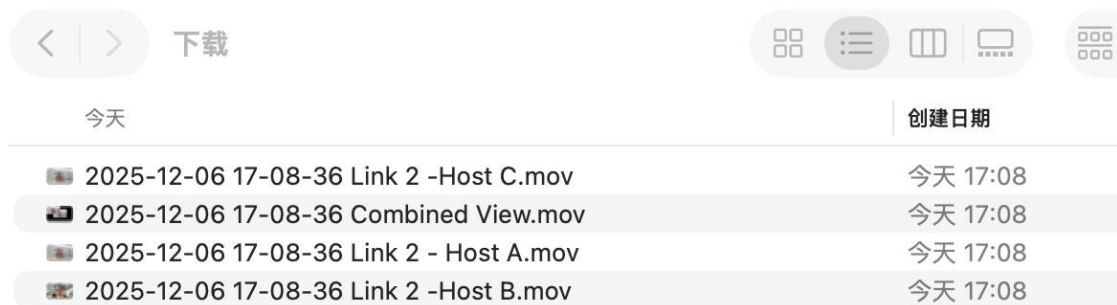 下载
今天 创建日期
2025-12-06 17-08-36 Link 2 -Host C.mov 今天 17:08
2025-12-06 17-08-36 Combined View.mov 今天 17:08
2025-12-06 17-08-36 Link 2 - Host A.mov 今天 17:08
2025-12-06 17-08-36 Link 2 -Host B.mov 今天 17:08